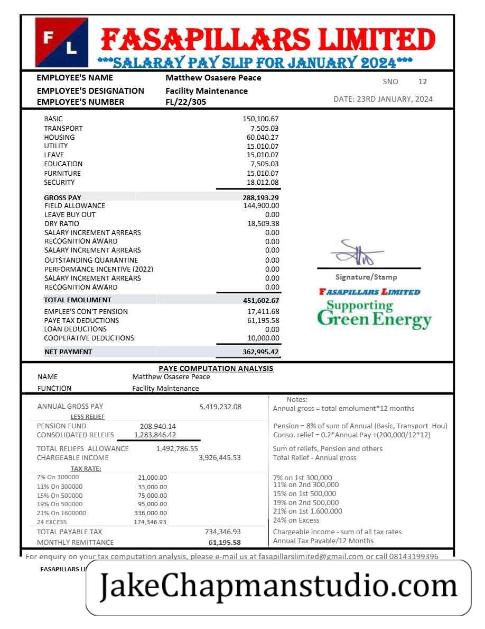 F
L
FASAPILLARS LIMITED
***SALARAY PAY SLIP FOR JANUARY 2024***
EMPLOYEE'S NAME Matthew Osasere Peace SNO 12
EMPLOYEE'S DESIGNATION Facility Maintenance
EMPLOYEE'S NUMBER FL/22/305 DATE: 23RD JANUARY, 2024
BASIC 150,100.67
TRANSPORT 7,505.03
HOUSING 60,040.27
UTILITY 15,010.07
LEAVE 15,010.07
EDUCATION 7,505.03
FURNITURE 15,010.07
SECURITY 18,012.08
GROSS PAY 288,193.29
FIELD ALLOWANCE 144,900.00
LEAVE BUY OUT 0.00
DRY RATIO 18,509.38
SALARY INCREMENT ARREARS 0.00
RECOGNITION AWARD 0.00
SALARY INCREMENT ARREARS 0.00
OUTSTANDING QUARANTINE 0.00
PERFORMANCE INCENTIVE (2022) 0.00
SALARY INCREMENT ARREARS 0.00
RECOGNITION AWARD 0.00
Signature/Stamp
FASAPILLARS LIMITED
Supporting
Green Energy
TOTAL EMOLUMENT 451,602.67
EMPLEE'S CON'T PENSION 17,411.68
PAYE TAX DEDUCTIONS 61,195.58
LOAN DEDUCTIONS 0.00
COOPERATIVE DEDUCTIONS 10,000.00
NET PAYMENT 362,995.42
PAYE COMPUTATION ANALYSIS
NAME Matthew Osasere Peace
FUNCTION Facility Maintenance
Notes:
ANNUAL GROSS PAY 5,419,232.08 Annual gross = total emolument*12 months
LESS RELIEF
PENSION FUND 208,940.14 Pension = 8% of sum of Annual (Basic, Transport Hou)
CONSOLIDATED RELEIFS 1,283,846.42 Conso. relief = 0.2*Annual Pay +(200,000/12*12)
TOTAL RELIEFS ALLOWANCE 1,492,786.55 Sum of reliefs, Pension and others
CHARGEABLE INCOME 3,926,445.53 Total Relief - Annual gross
TAX RATE:
7% On 300000 21,000.00 7% on 1st 300,000
11% On 300000 33,000.00 11% on 2nd 300,000
15% On 500000 75,000.00 15% on 1st 500,000
19% On 500000 95,000.00 19% on 2nd 500,000
21% On 1600000 336,000.00 21% on 1st 1,600,000
24 EXCESS 174,346.93 24% on Excess
TOTAL PAYABLE TAX 734,346.93 Chargeable income - sum of all tax rates
MONTHLY REMITTANCE 61,195.58 Annual Tax Payable/12 Months
For enquiry on your tax computation analysis, please e-mail us at fasapillarslimited@gmail.com or call 08143199396
FASAPILLARS
JakeChapmanstudio.com